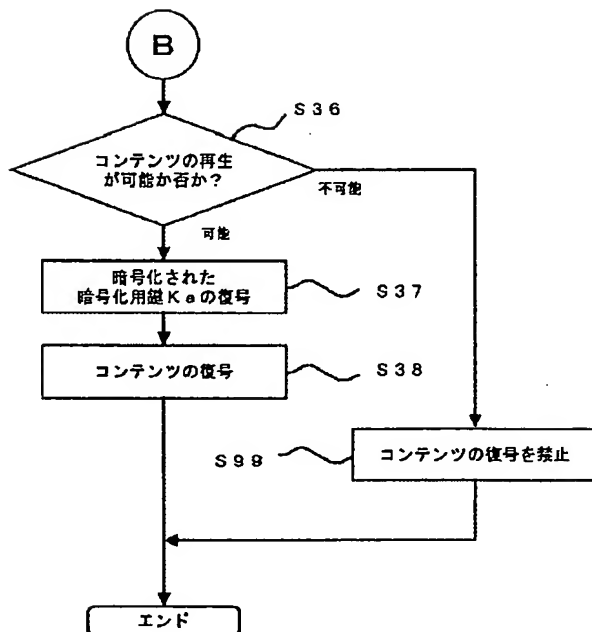 B
S36
コンテンツの再生
が可能か否か?
不可能
可能
暗号化された
暗号化用鍵Kaの復号
S37
コンテンツの復号
S38
S99
コンテンツの復号を禁止
エンド